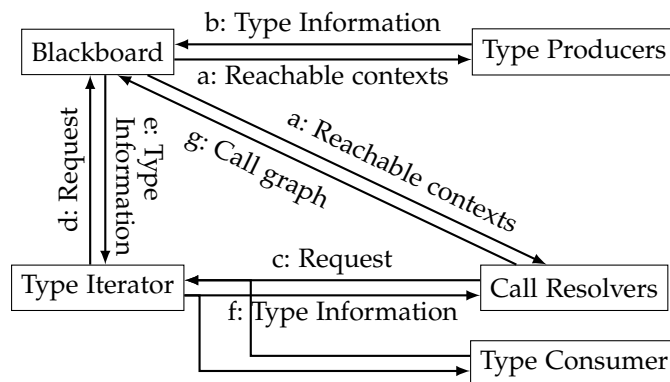 b: Type Information
Blackboard
Type Producers
a: Reachable contexts
a: Reachable contexts
g: Call graph
d: Request
e: Type
Information
c: Request
Type Iterator
Call Resolvers
f: Type Information
Type Consumer